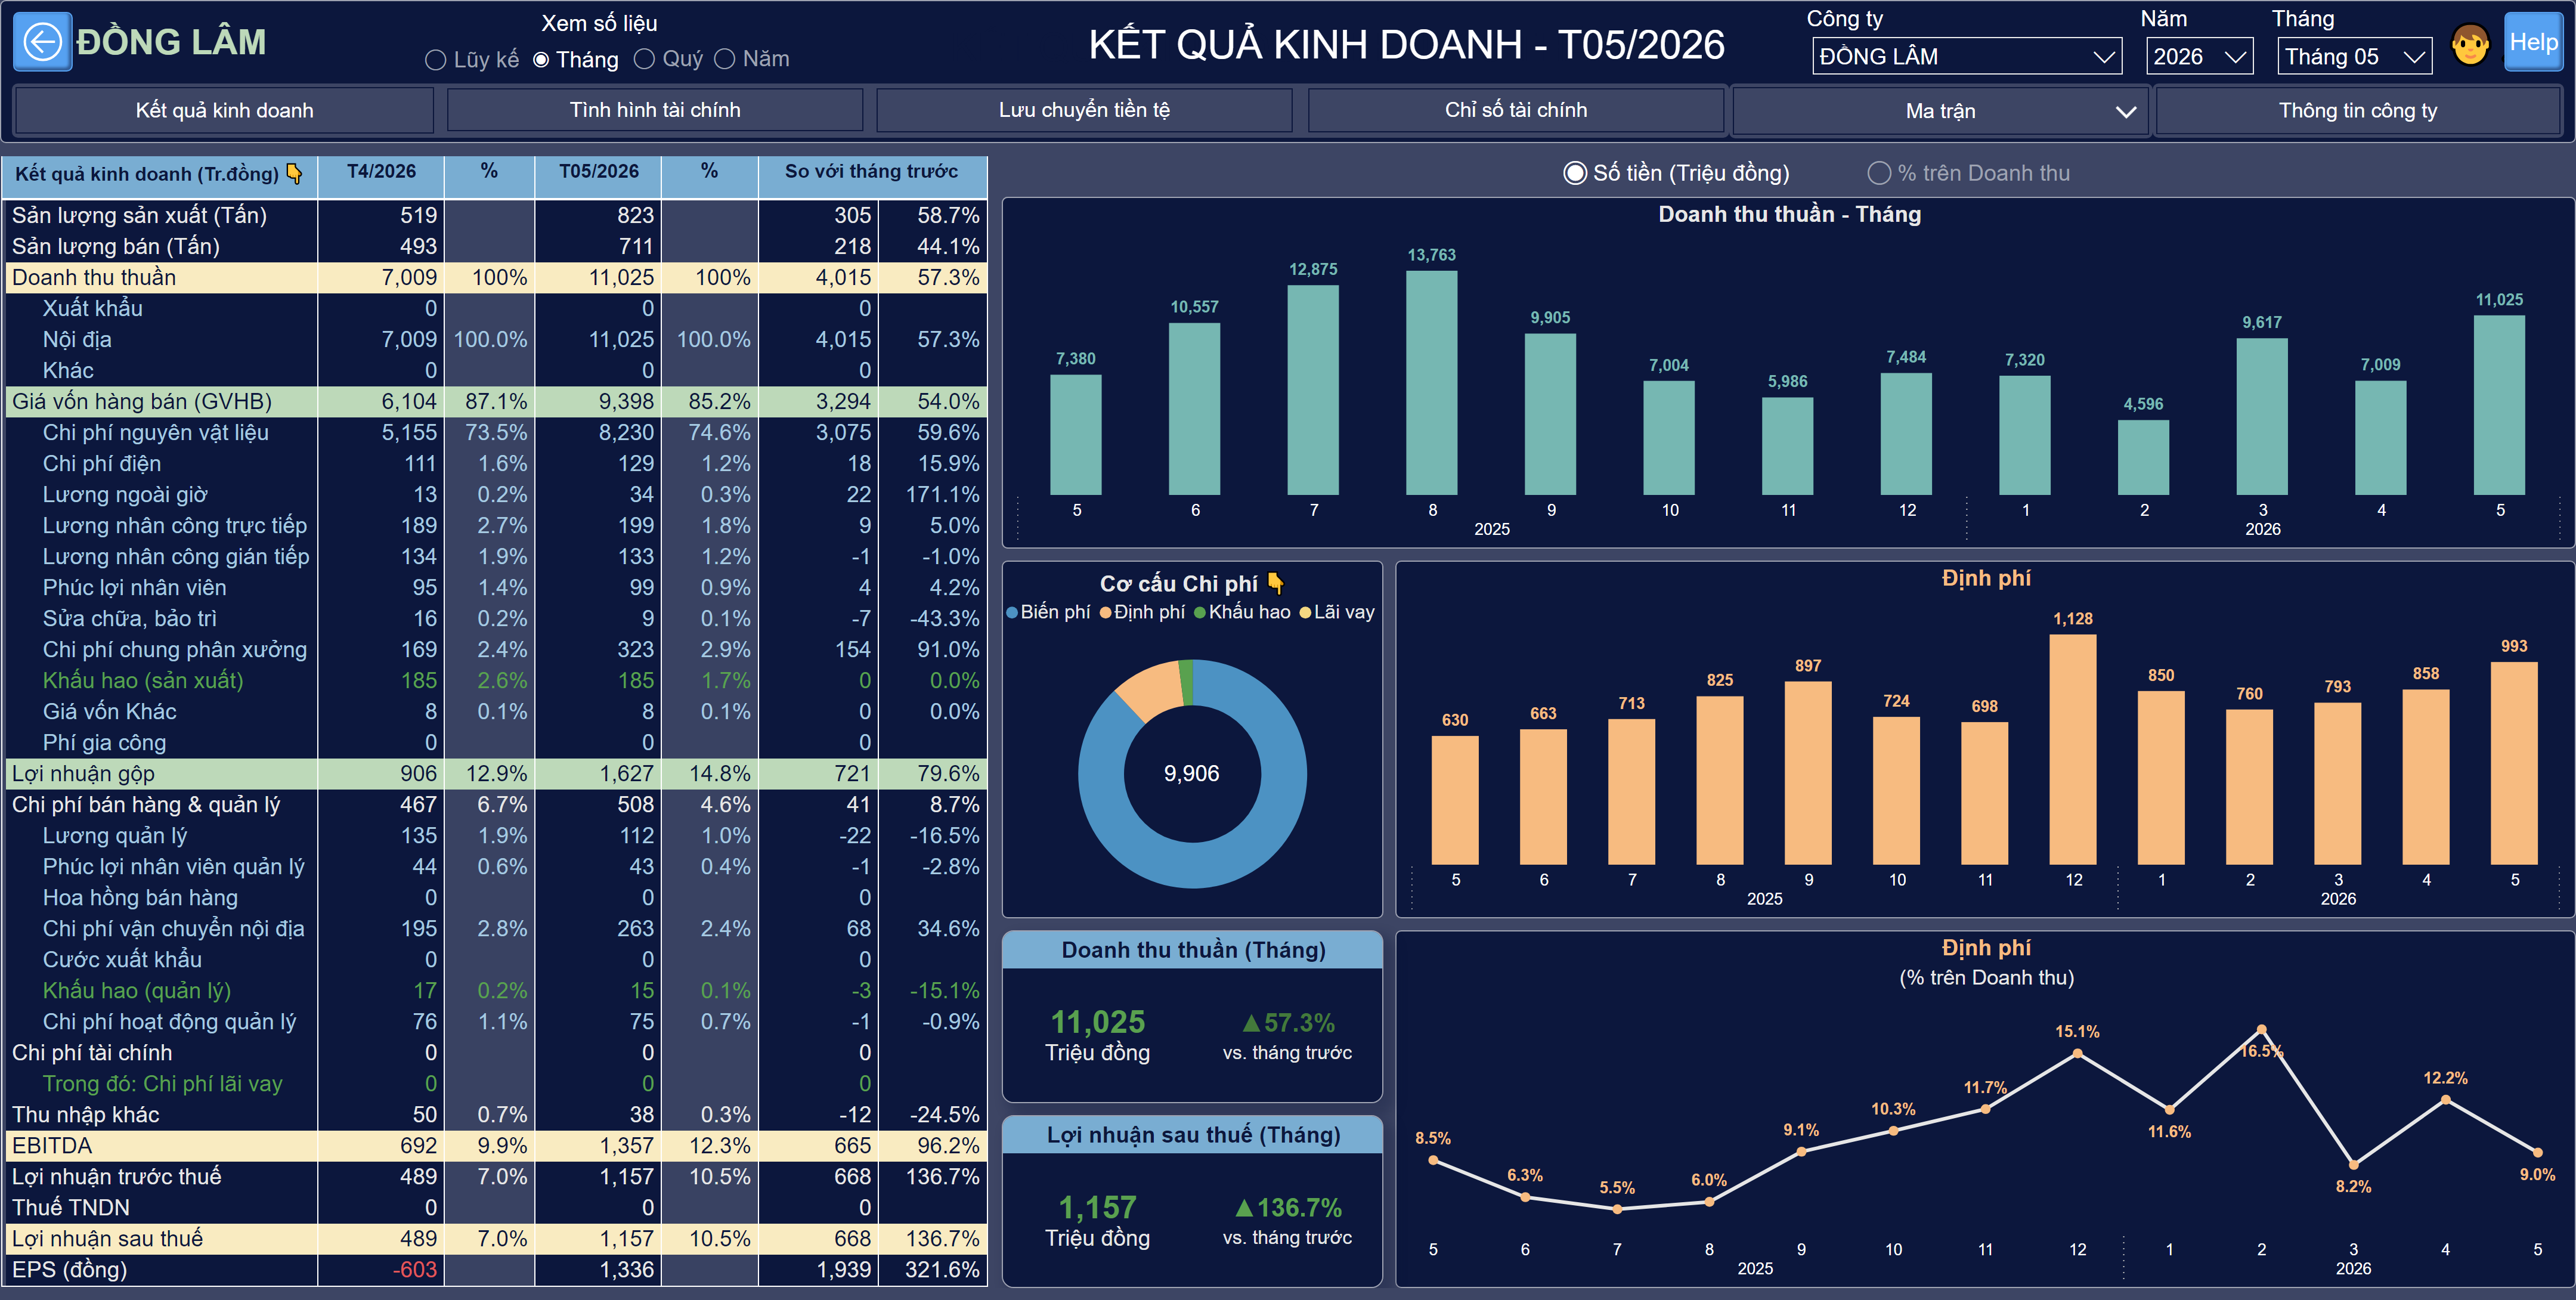 ĐỒNG LÂM
Xem số liệu
Lũy kế Tháng Quý Năm
KẾT QUẢ KINH DOANH - T05/2026
Công ty Năm Tháng
ĐỒNG LÂM 2026 Tháng 05 Help
Kết quả kinh doanh Tình hình tài chính Lưu chuyển tiền tệ Chỉ số tài chính Ma trận Thông tin công ty
Kết quả kinh doanh (Tr.đồng) T4/2026 % T05/2026 % So với tháng trước
Sản lượng sản xuất (Tấn) 519 823 305 58.7%
Sản lượng bán (Tấn) 493 711 218 44.1%
Doanh thu thuần 7,009 100% 11,025 100% 4,015 57.3%
Xuất khẩu 0 0 0
Nội địa 7,009 100.0% 11,025 100.0% 4,015 57.3%
Khác 0 0 0
Giá vốn hàng bán (GVHB) 6,104 87.1% 9,398 85.2% 3,294 54.0%
Chi phí nguyên vật liệu 5,155 73.5% 8,230 74.6% 3,075 59.6%
Chi phí điện 111 1.6% 129 1.2% 18 15.9%
Lương ngoài giờ 13 0.2% 34 0.3% 22 171.1%
Lương nhân công trực tiếp 189 2.7% 199 1.8% 9 5.0%
Lương nhân công gián tiếp 134 1.9% 133 1.2% -1 -1.0%
Phúc lợi nhân viên 95 1.4% 99 0.9% 4 4.2%
Sửa chữa, bảo trì 16 0.2% 9 0.1% -7 -43.3%
Chi phí chung phân xưởng 169 2.4% 323 2.9% 154 91.0%
Khấu hao (sản xuất) 185 2.6% 185 1.7% 0 0.0%
Giá vốn Khác 8 0.1% 8 0.1% 0 0.0%
Phí gia công 0 0 0
Lợi nhuận gộp 906 12.9% 1,627 14.8% 721 79.6%
Chi phí bán hàng & quản lý 467 6.7% 508 4.6% 41 8.7%
Lương quản lý 135 1.9% 112 1.0% -22 -16.5%
Phúc lợi nhân viên quản lý 44 0.6% 43 0.4% -1 -2.8%
Hoa hồng bán hàng 0 0 0
Chi phí vận chuyển nội địa 195 2.8% 263 2.4% 68 34.6%
Cước xuất khẩu 0 0 0
Khấu hao (quản lý) 17 0.2% 15 0.1% -3 -15.1%
Chi phí hoạt động quản lý 76 1.1% 75 0.7% -1 -0.9%
Chi phí tài chính 0 0 0
Trong đó: Chi phí lãi vay 0 0 0
Thu nhập khác 50 0.7% 38 0.3% -12 -24.5%
EBITDA 692 9.9% 1,357 12.3% 665 96.2%
Lợi nhuận trước thuế 489 7.0% 1,157 10.5% 668 136.7%
Thuế TNDN 0 0 0
Lợi nhuận sau thuế 489 7.0% 1,157 10.5% 668 136.7%
EPS (đồng) -603 1,336 1,939 321.6%
Số tiền (Triệu đồng) % trên Doanh thu
Doanh thu thuần - Tháng
7,380 10,557 12,875 13,763 9,905 7,004 5,986 7,484 7,320 4,596 9,617 7,009 11,025
5 6 7 8 9 10 11 12 1 2 3 4 5
2025 2026
Cơ cấu Chi phí
Biến phí Định phí Khấu hao Lãi vay
9,906
Định phí
630 663 713 825 897 724 698 1,128 850 760 793 858 993
5 6 7 8 9 10 11 12 1 2 3 4 5
2025 2026
Doanh thu thuần (Tháng)
11,025 ▲57.3%
Triệu đồng vs. tháng trước
Lợi nhuận sau thuế (Tháng)
1,157 ▲136.7%
Triệu đồng vs. tháng trước
Định phí
(% trên Doanh thu)
8.5% 6.3% 5.5% 6.0% 9.1% 10.3% 11.7% 15.1% 11.6% 16.5% 8.2% 12.2% 9.0%
5 6 7 8 9 10 11 12 1 2 3 4 5
2025 2026